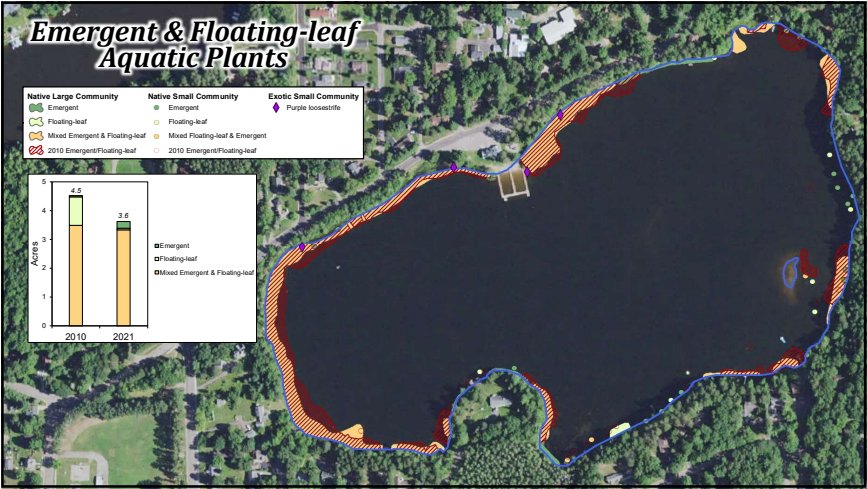 Emergent & Floating-leaf
Aquatic Plants
Native Large Community
Emergent
Floating-leaf
Mixed Emergent & Floating-leaf
2010 Emergent/Floating-leaf
Native Small Community
Emergent
Floating-leaf
Mixed Floating-leaf & Emergent
2010 Emergent/Floating-leaf
Exotic Small Community
Purple loosestrife
5
4
3
2
1
0
Acres
4.5
3.6
2010
2021
Emergent
Floating-leaf
Mixed Emergent & Floating-leaf